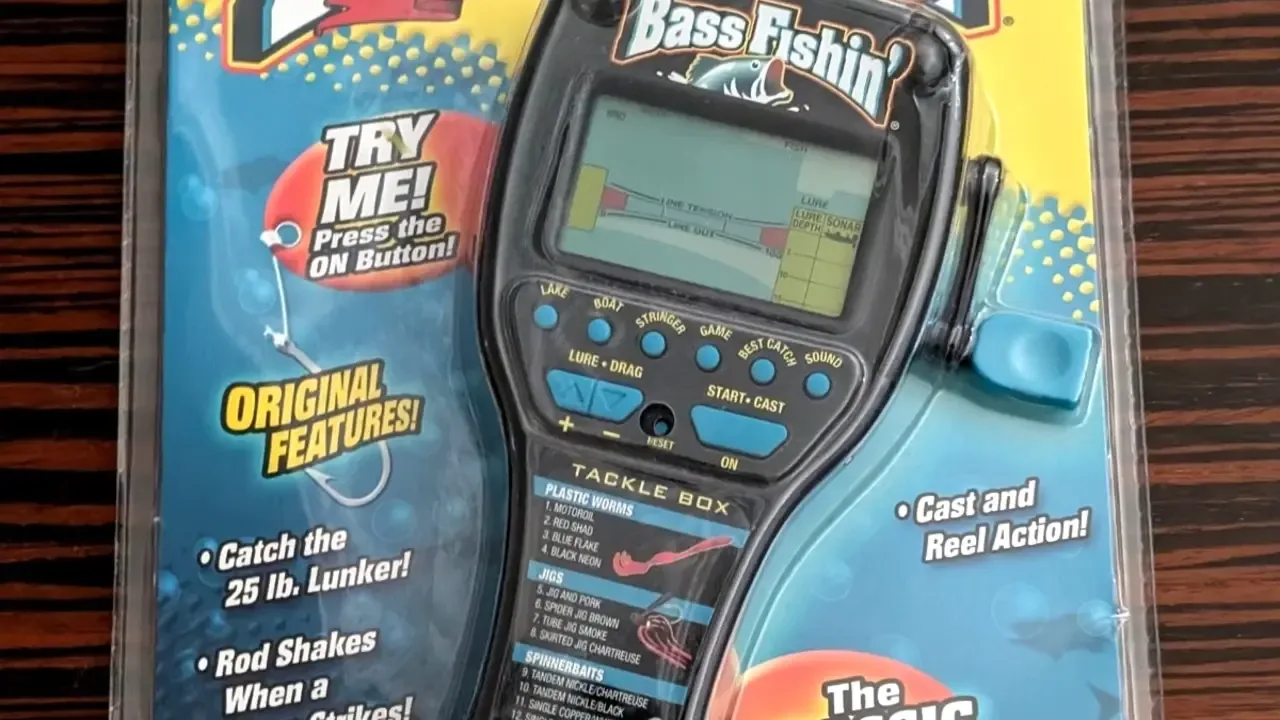 Bass Fishin'
®
®
TRY
ME!
Press the
ON Button!
FISH
LINE TENSION
LINE OUT
100
LURE
LURE
DEPTH
SONAR
LAKE
BOAT
STRINGER
GAME
BEST CATCH
SOUND
LURE • DRAG
START • CAST
+
–
RESET
ON
ORIGINAL
FEATURES!
TACKLE BOX
PLASTIC WORMS
1. MOTOROIL
2. RED SHAD
3. BLUE FLAKE
4. BLACK NEON
JIGS
5. JIG AND PORK
6. SPIDER JIG BROWN
7. TUBE JIG SMOKE
8. SKIRTED JIG CHARTREUSE
SPINNERBAITS
9. TANDEM NICKLE/CHARTREUSE
10. TANDEM NICKLE/BLACK
• Catch the
25 lb. Lunker!
• Rod Shakes
When a
Strikes!
• Cast and
Reel Action!
The